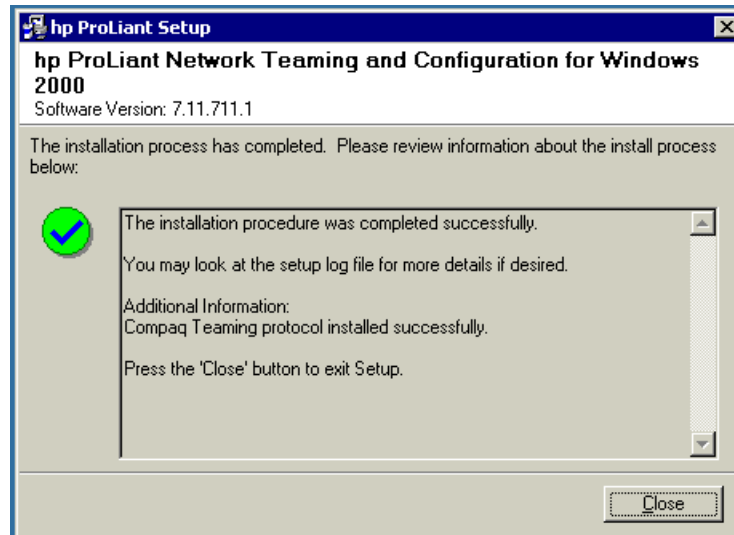 hp ProLiant Setup
hp ProLiant Network Teaming and Configuration for Windows
2000
Software Version: 7.11.711.1
The installation process has completed.  Please review information about the install process
below:
The installation procedure was completed successfully.
You may look at the setup log file for more details if desired.
Additional Information:
Compaq Teaming protocol installed successfully.
Press the 'Close' button to exit Setup.
Close